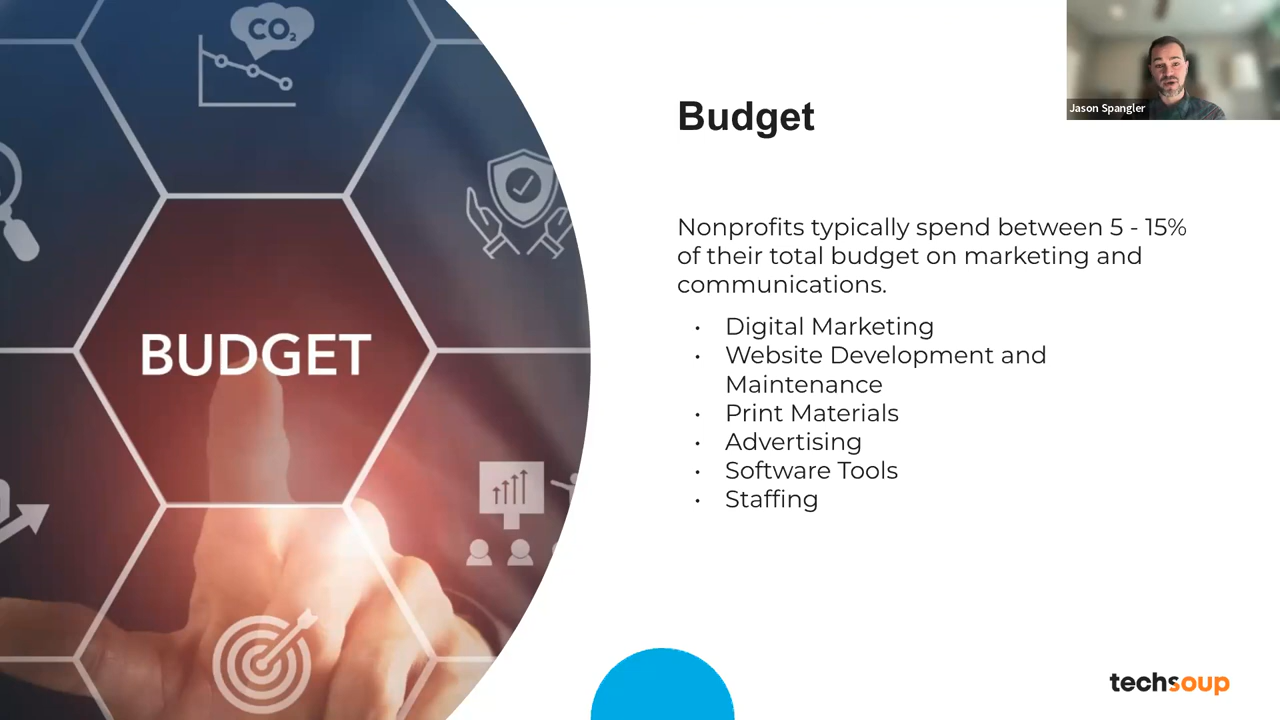 CO₂
BUDGET
Budget
Jason Spangler
Nonprofits typically spend between 5 - 15%
of their total budget on marketing and
communications.
• Digital Marketing
• Website Development and
Maintenance
• Print Materials
• Advertising
• Software Tools
• Staffing
techsoup